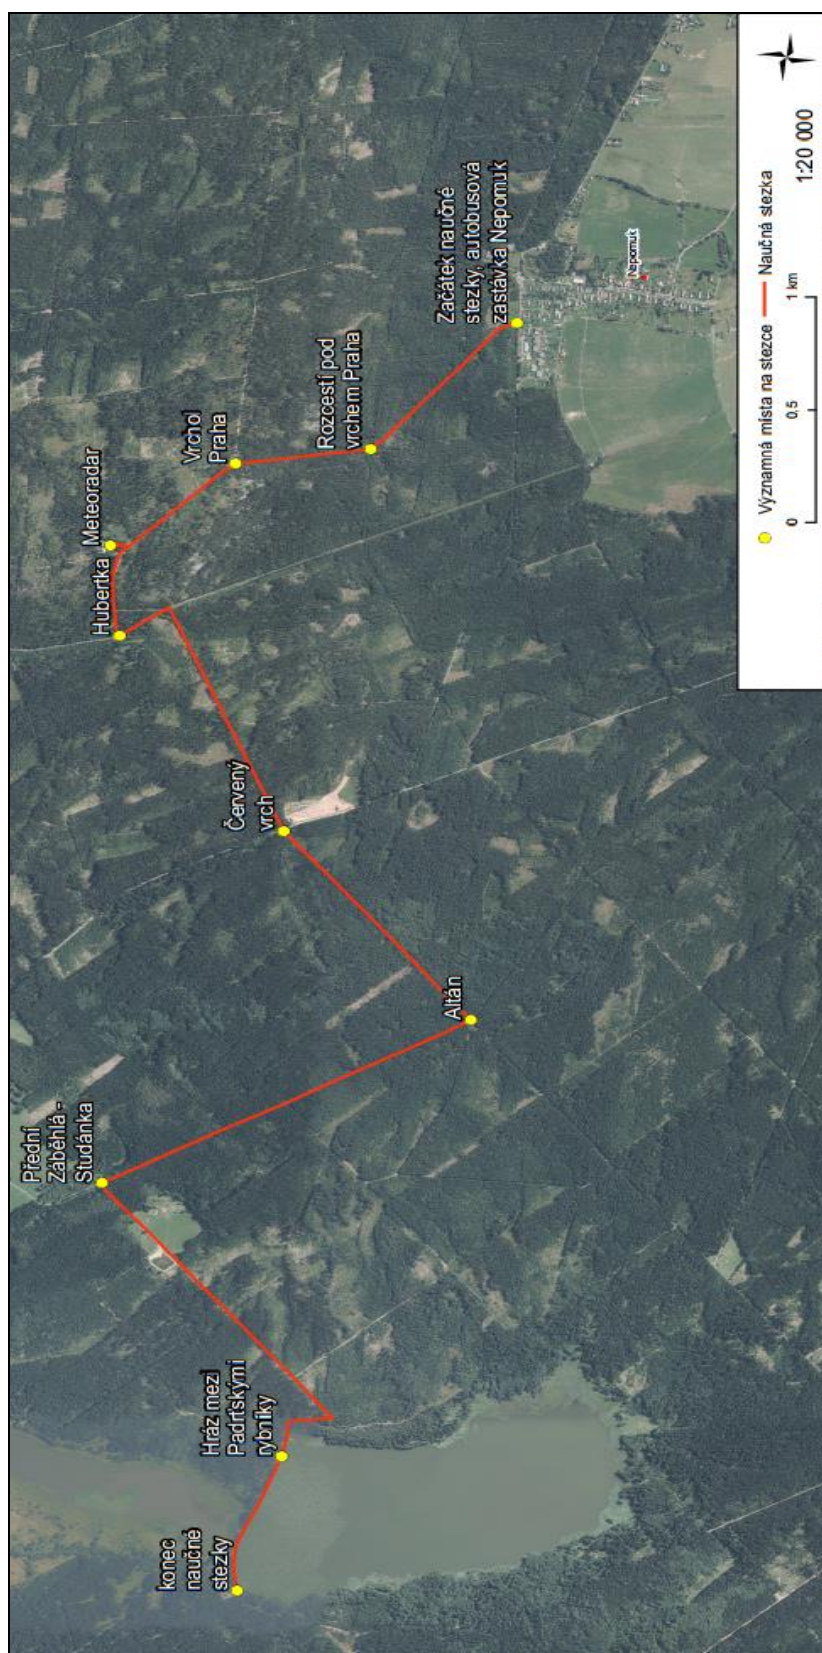 konec
naučné
stezky
Hráz mezi
Padrťskými
rybníky
Přední
Záběhlá -
Studánka
Altán
Červený
vrch
Hubertka
Meteoradar
Vrchol
Praha
Rozcestí pod
vrchem Praha
Začátek naučné
stezky, autobusová
zastávka Nepomuk
Nepomuk
Významná místa na stezce
Naučná stezka
0 0,5 1 km
1:20 000